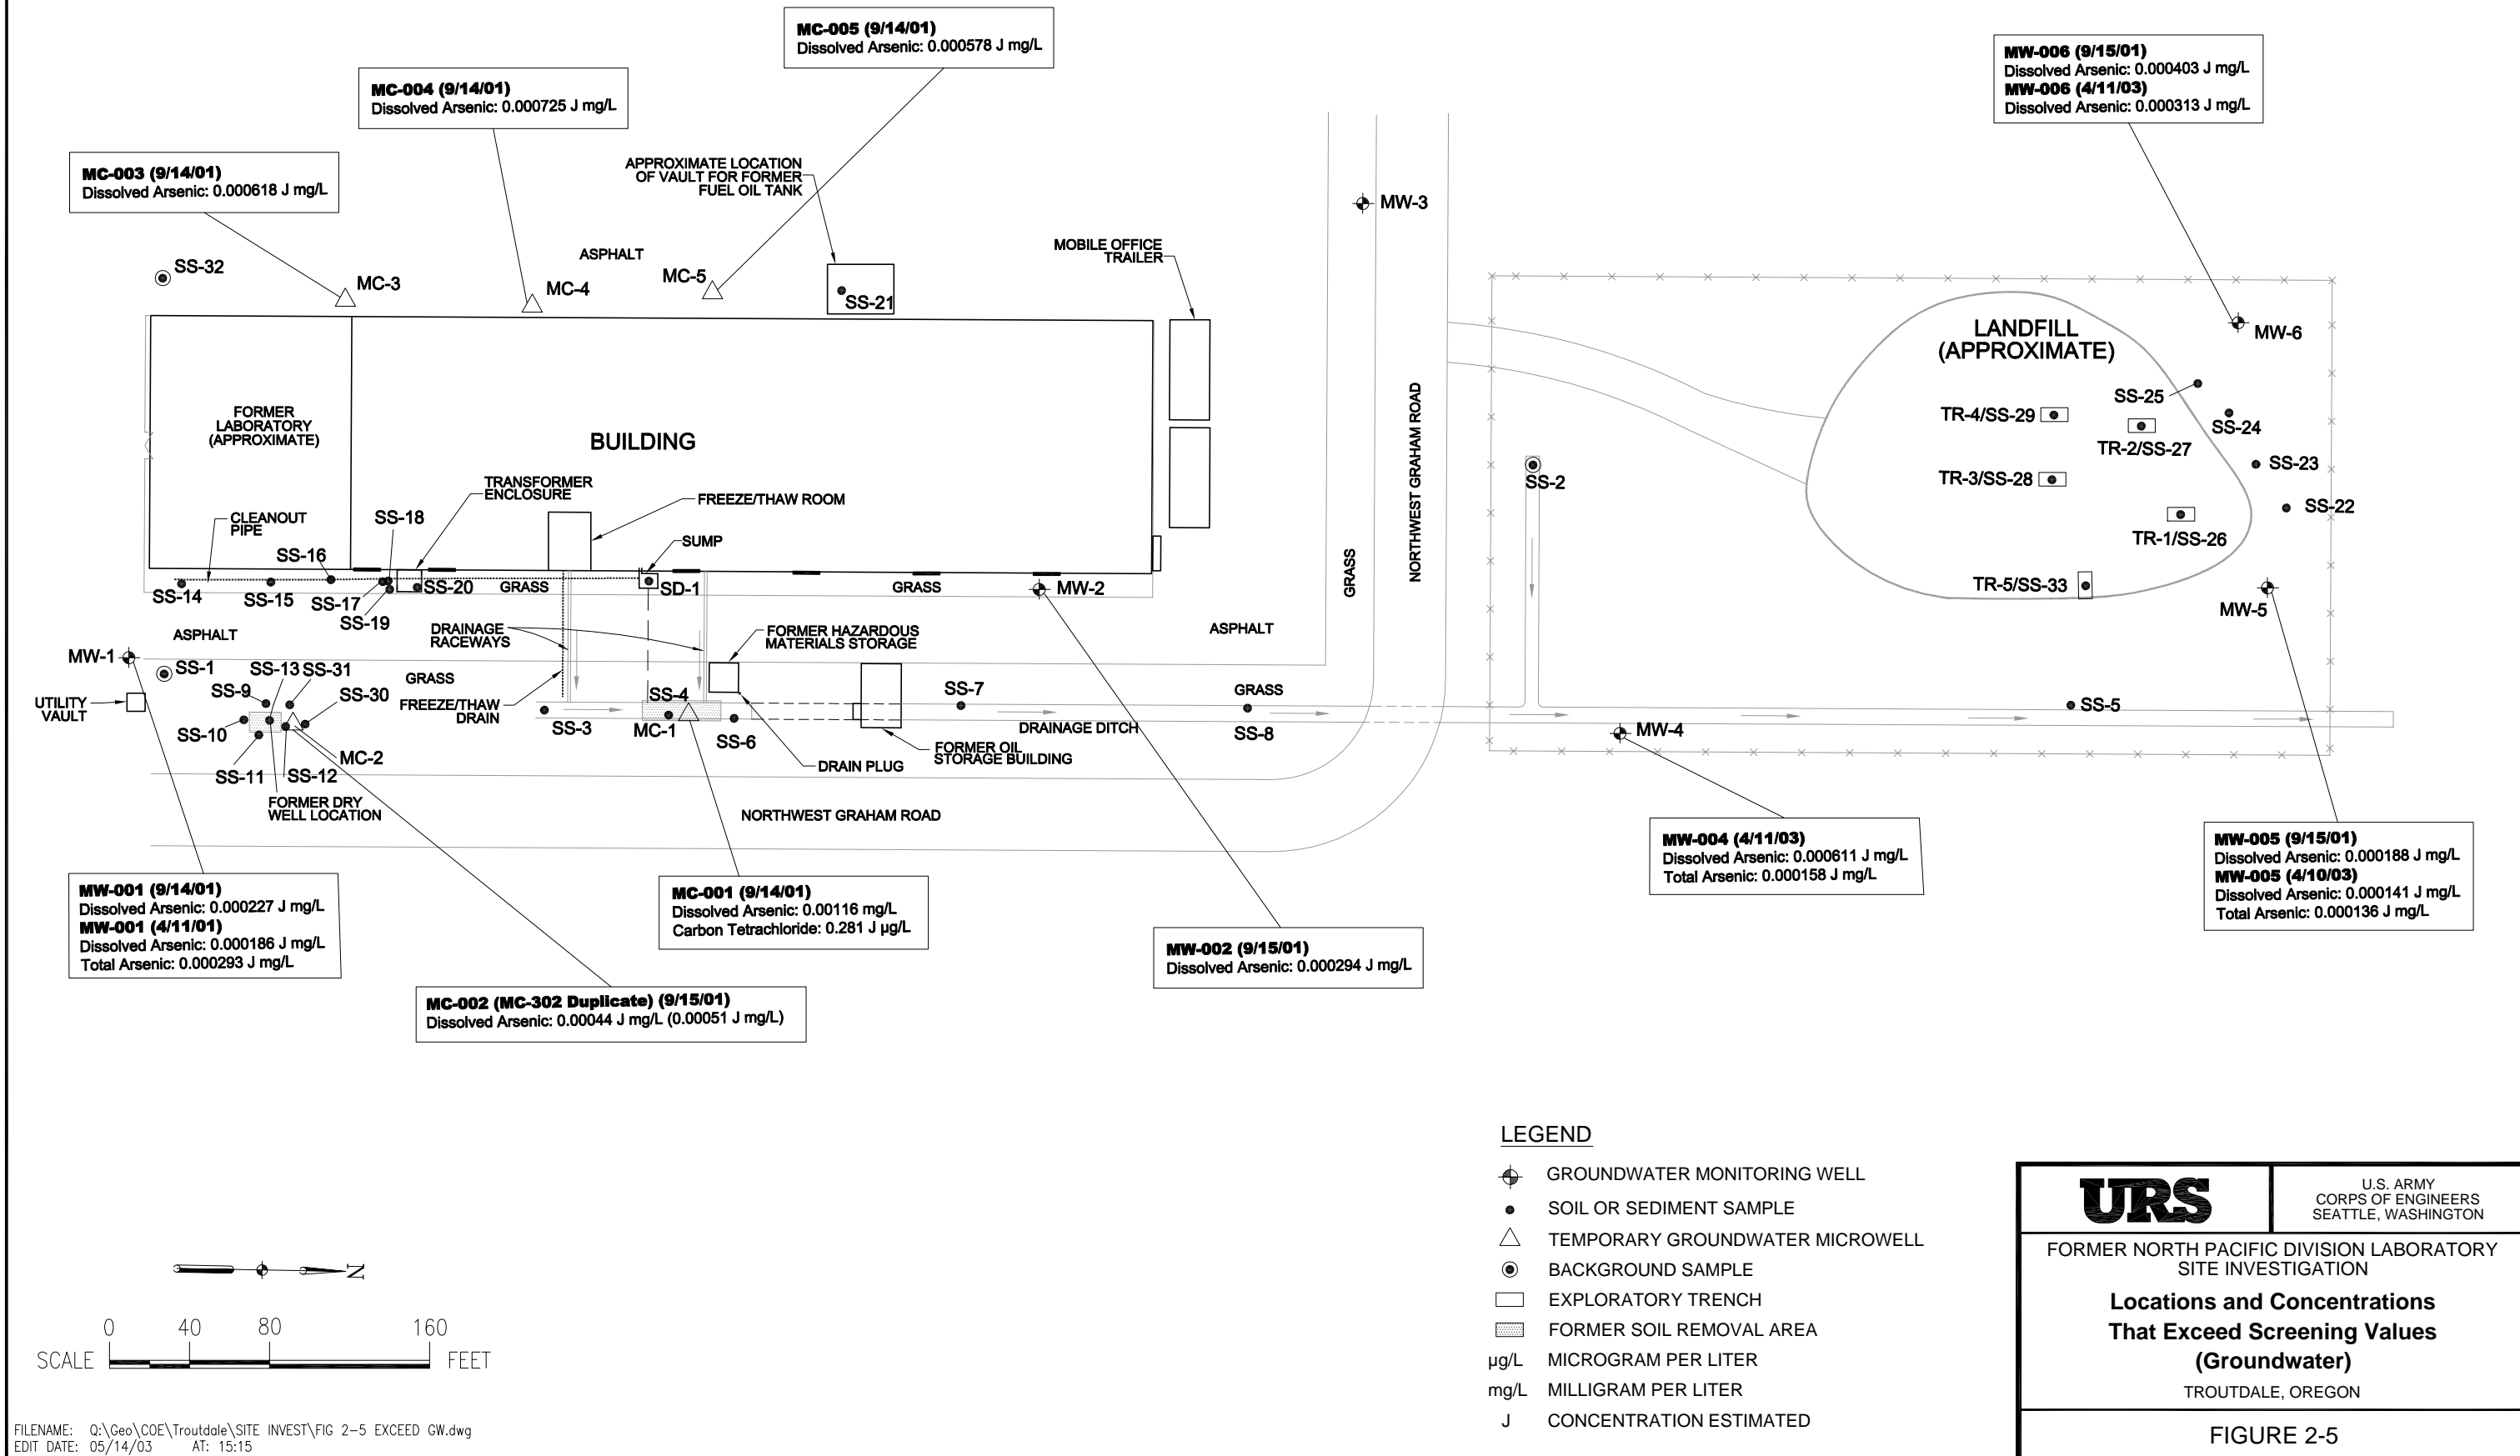 MC-005 (9/14/01)
Dissolved Arsenic: 0.000578 J mg/L
MW-006 (9/15/01)
Dissolved Arsenic: 0.000403 J mg/L
MW-006 (4/11/03)
Dissolved Arsenic: 0.000313 J mg/L
MC-004 (9/14/01)
Dissolved Arsenic: 0.000725 J mg/L
MC-003 (9/14/01)
Dissolved Arsenic: 0.000618 J mg/L
APPROXIMATE LOCATION
OF VAULT FOR FORMER
FUEL OIL TANK
MW-3
ASPHALT
MOBILE OFFICE
TRAILER
SS-32
MC-3
MC-4
MC-5
SS-21
LANDFILL
(APPROXIMATE)
MW-6
FORMER
LABORATORY
(APPROXIMATE)
BUILDING
NORTHWEST GRAHAM ROAD
SS-25
TR-4/SS-29
SS-24
TR-2/SS-27
SS-23
TRANSFORMER
ENCLOSURE
SS-2
TR-3/SS-28
FREEZE/THAW ROOM
SS-22
CLEANOUT
PIPE
SS-18
TR-1/SS-26
SUMP
SS-16
GRASS
SS-14
SS-15
SS-17
SS-19
SS-20
GRASS
SD-1
GRASS
MW-2
TR-5/SS-33
MW-5
ASPHALT
DRAINAGE
RACEWAYS
FORMER HAZARDOUS
MATERIALS STORAGE
ASPHALT
MW-1
SS-1
SS-13
SS-31
GRASS
SS-9
SS-30
UTILITY
VAULT
FREEZE/THAW
DRAIN
SS-4
SS-7
GRASS
SS-5
SS-10
SS-3
MC-1
SS-6
DRAINAGE DITCH
SS-8
MW-4
MC-2
SS-11
SS-12
FORMER OIL
STORAGE BUILDING
DRAIN PLUG
FORMER DRY
WELL LOCATION
NORTHWEST GRAHAM ROAD
MW-004 (4/11/03)
Dissolved Arsenic: 0.000611 J mg/L
Total Arsenic: 0.000158 J mg/L
MW-005 (9/15/01)
Dissolved Arsenic: 0.000188 J mg/L
MW-005 (4/10/03)
Dissolved Arsenic: 0.000141 J mg/L
Total Arsenic: 0.000136 J mg/L
MW-001 (9/14/01)
Dissolved Arsenic: 0.000227 J mg/L
MW-001 (4/11/01)
Dissolved Arsenic: 0.000186 J mg/L
Total Arsenic: 0.000293 J mg/L
MC-001 (9/14/01)
Dissolved Arsenic: 0.00116 mg/L
Carbon Tetrachloride: 0.281 J µg/L
MW-002 (9/15/01)
Dissolved Arsenic: 0.000294 J mg/L
MC-002 (MC-302 Duplicate) (9/15/01)
Dissolved Arsenic: 0.00044 J mg/L (0.00051 J mg/L)
LEGEND
GROUNDWATER MONITORING WELL
SOIL OR SEDIMENT SAMPLE
TEMPORARY GROUNDWATER MICROWELL
BACKGROUND SAMPLE
EXPLORATORY TRENCH
FORMER SOIL REMOVAL AREA
µg/L MICROGRAM PER LITER
mg/L MILLIGRAM PER LITER
J CONCENTRATION ESTIMATED
N
0 40 80 160
SCALE FEET
URS
U.S. ARMY
CORPS OF ENGINEERS
SEATTLE, WASHINGTON
FORMER NORTH PACIFIC DIVISION LABORATORY
SITE INVESTIGATION
Locations and Concentrations
That Exceed Screening Values
(Groundwater)
TROUTDALE, OREGON
FIGURE 2-5
FILENAME: Q:\Geo\COE\Troutdale\SITE INVEST\FIG 2-5 EXCEED GW.dwg
EDIT DATE: 05/14/03 AT: 15:15